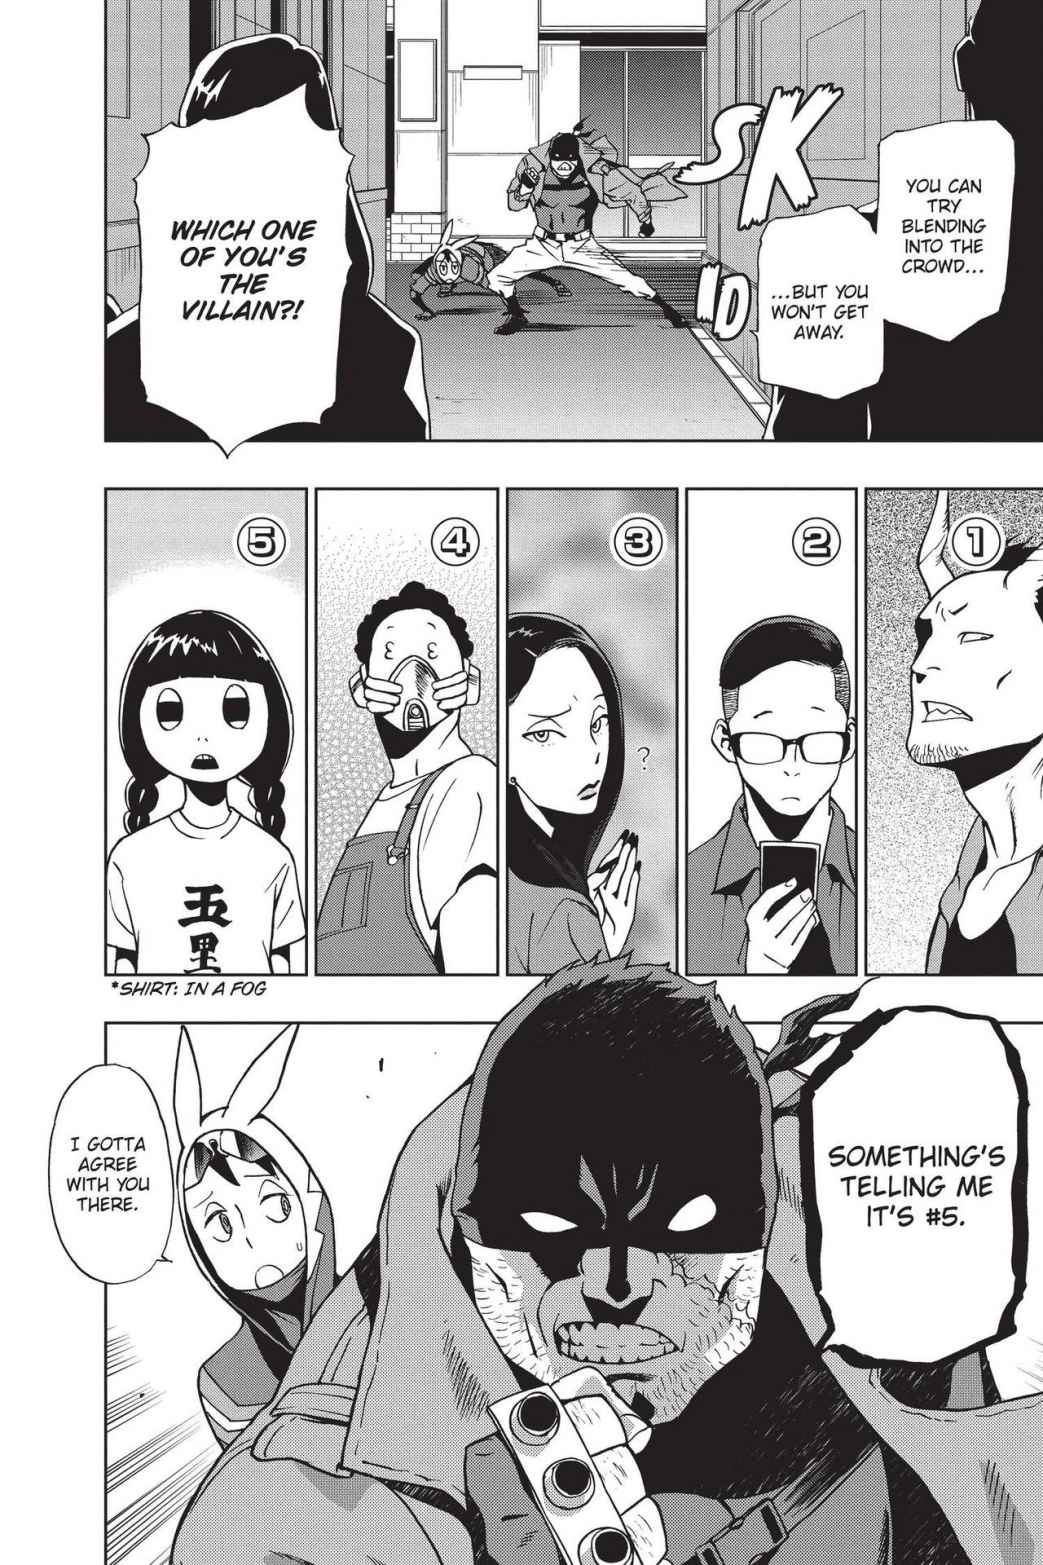 YOU CAN
TRY
BLENDING
INTO THE
CROWD...
...BUT YOU
WON'T GET
AWAY.
SK
ID
WHICH ONE
OF YOU'S
THE
VILLAIN?!
1
2
3
?
4
5
五
里
*SHIRT: IN A FOG
SOMETHING'S
TELLING ME
IT'S #5.
I GOTTA
AGREE
WITH YOU
THERE.